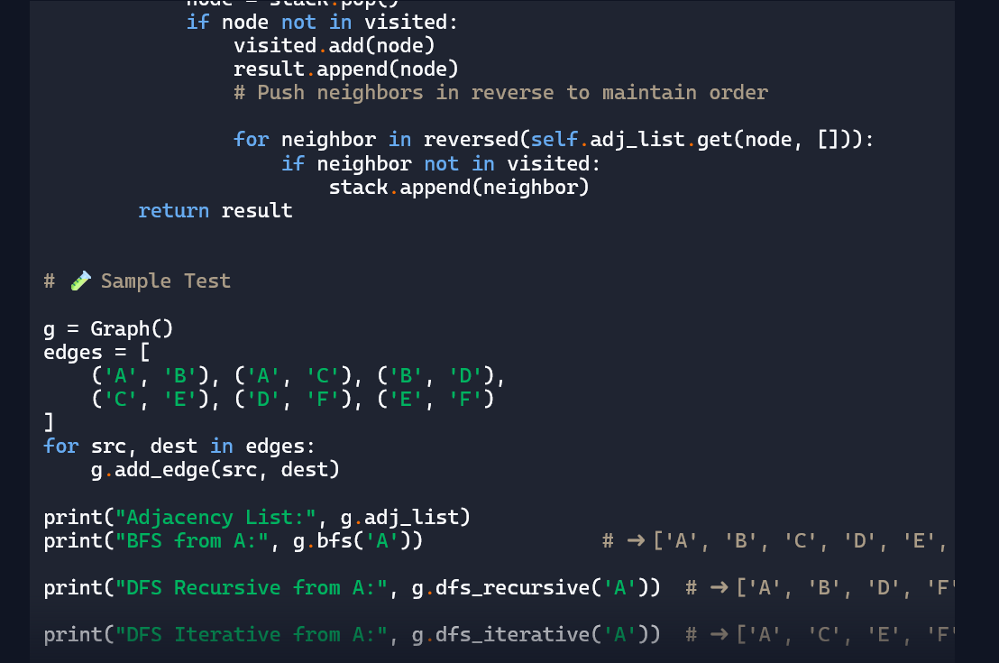 node = stack.pop()
if node not in visited:
visited.add(node)
result.append(node)
# Push neighbors in reverse to maintain order
for neighbor in reversed(self.adj_list.get(node, [])):
if neighbor not in visited:
stack.append(neighbor)
return result
# 🧪 Sample Test
g = Graph()
edges = [
('A', 'B'), ('A', 'C'), ('B', 'D'),
('C', 'E'), ('D', 'F'), ('E', 'F')
]
for src, dest in edges:
g.add_edge(src, dest)
print("Adjacency List:", g.adj_list)
print("BFS from A:", g.bfs('A')) # → ['A', 'B', 'C', 'D', 'E',
print("DFS Recursive from A:", g.dfs_recursive('A')) # → ['A', 'B', 'D', 'F'
print("DFS Iterative from A:", g.dfs_iterative('A')) # → ['A', 'C', 'E', 'F'